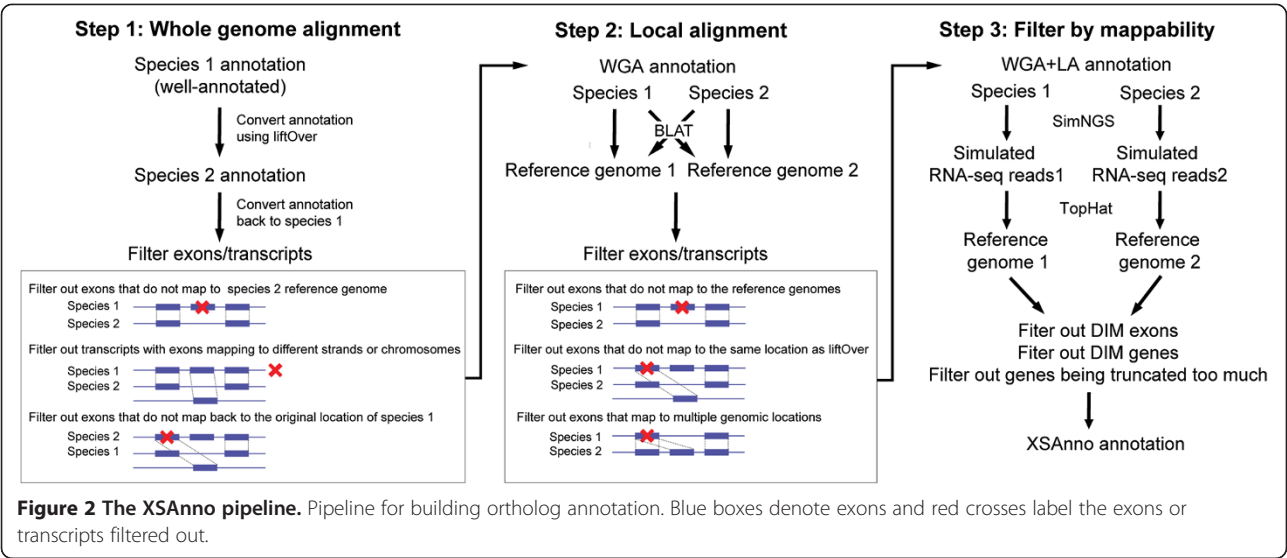 Step 1: Whole genome alignment
Species 1 annotation
(well-annotated)
Convert annotation
using liftOver
Species 2 annotation
Convert annotation
back to species 1
Filter exons/transcripts
Filter out exons that do not map to species 2 reference genome
Species 1
Species 2
Fitler out transcripts with exons mapping to different strands or chromosomes
Species 1
Species 2
Filter out exons that do not map back to the original location of species 1
Species 2
Species 1
Step 2: Local alignment
WGA annotation
Species 1 Species 2
BLAT
Reference genome 1 Reference genome 2
Filter exons/transcripts
Filter out exons that do not map to the reference genomes
Species 1
Species 2
Filter out exons that do not map to the same location as liftOver
Species 1
Species 2
Filter out exons that map to multiple genomic locations
Species 1
Species 2
Step 3: Filter by mappability
WGA+LA annotation
Species 1 Species 2
SimNGS
Simulated Simulated
RNA-seq reads1 RNA-seq reads2
TopHat
Reference Reference
genome 1 genome 2
Fiter out DIM exons
Fiter out DIM genes
Filter out genes being truncated too much
XSAnno annotation
Figure 2 The XSAnno pipeline. Pipeline for building ortholog annotation. Blue boxes denote exons and red crosses label the exons or
transcripts filtered out.